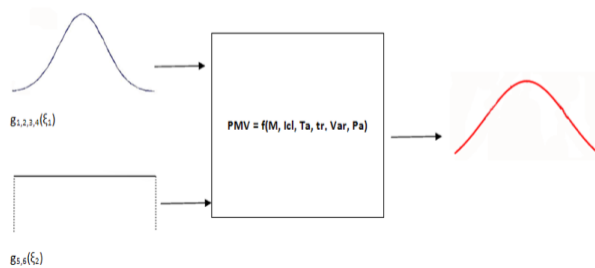 g1,2,3,4(ξ1)
PMV = f(M, Icl, Ta, tr, Var, Pa)
g5,6(ξ2)